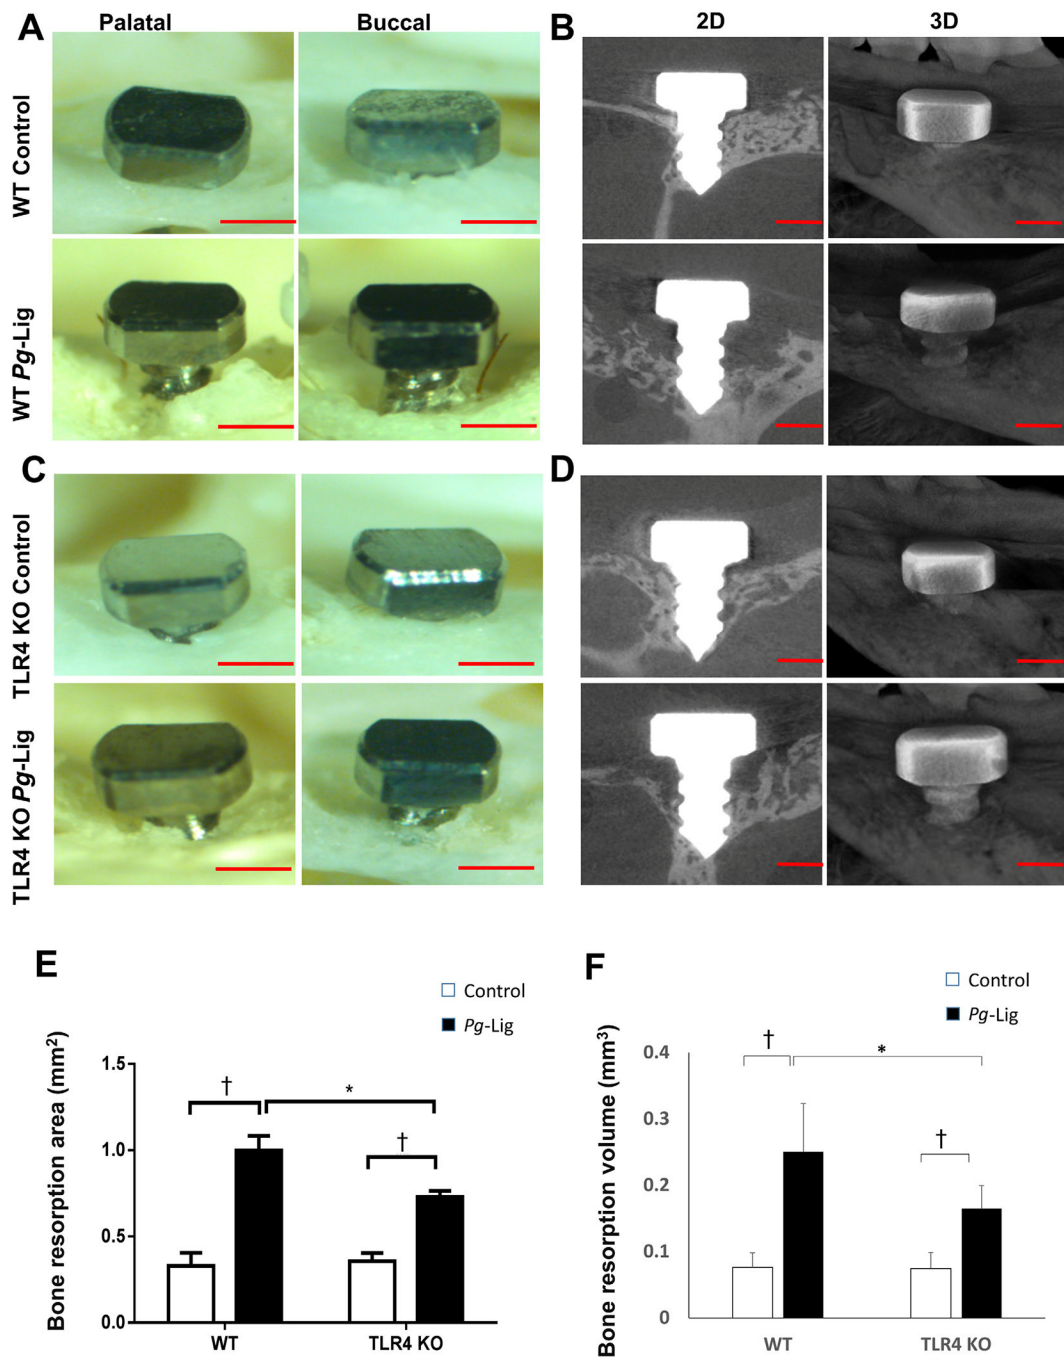 A
Palatal
Buccal
B
2D
3D
WT Control
WT Pg-Lig
C
D
TLR4 KO Control
TLR4 KO Pg-Lig
E
Control
Pg-Lig
Bone resorption area (mm²)
1.5
1.0
0.5
0.0
†
*
†
WT
TLR4 KO
F
Control
Pg-Lig
Bone resorption volume (mm³)
0.4
0.3
0.2
0.1
0
†
*
†
WT
TLR4 KO